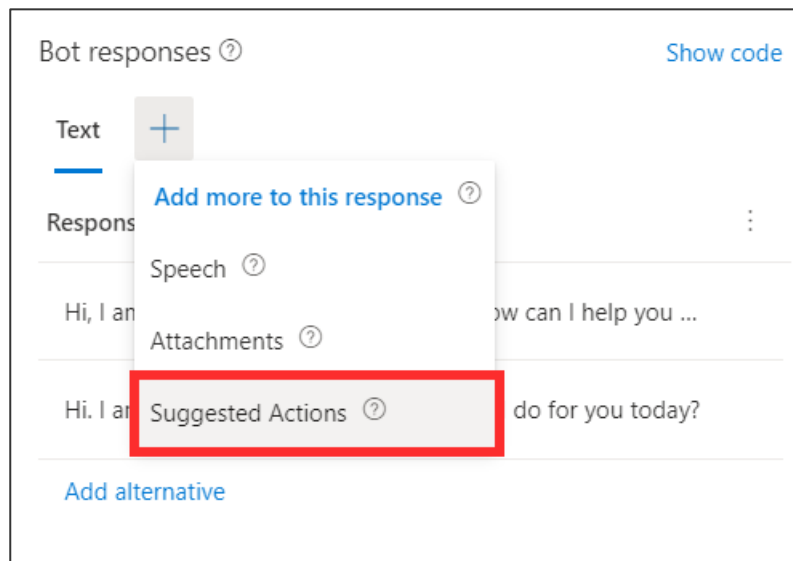 Bot responses
Show code
Text
Add more to this response
Respons
Speech
Hi, I am
ow can I help you ...
Attachments
Hi. I ar
Suggested Actions
do for you today?
Add alternative